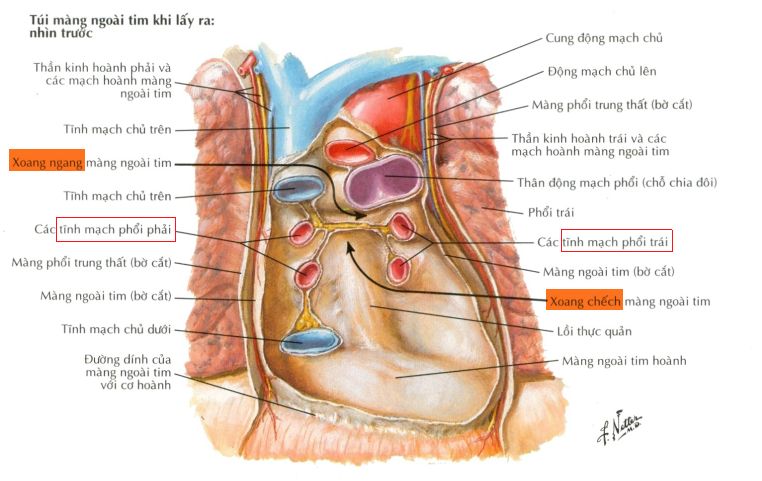 Túi màng ngoài tim khi lấy ra:
nhìn trước
Thần kinh hoành phải và
các mạch hoành màng
ngoài tim
Tĩnh mạch chủ trên
Xoang ngang màng ngoài tim
Tĩnh mạch chủ trên
Các tĩnh mạch phổi phải
Màng phổi trung thất (bờ cắt)
Màng ngoài tim (bờ cắt)
Tĩnh mạch chủ dưới
Đường dính của
màng ngoài tim
với cơ hoành
Cung động mạch chủ
Động mạch chủ lên
Màng phổi trung thất (bờ cắt)
Thần kinh hoành trái và các
mạch hoành màng ngoài tim
Thân động mạch phổi (chỗ chia đôi)
Phổi trái
Các tĩnh mạch phổi trái
Màng ngoài tim (bờ cắt)
Xoang chếch màng ngoài tim
Lồi thực quản
Màng ngoài tim hoành
F. Netter
M.D.